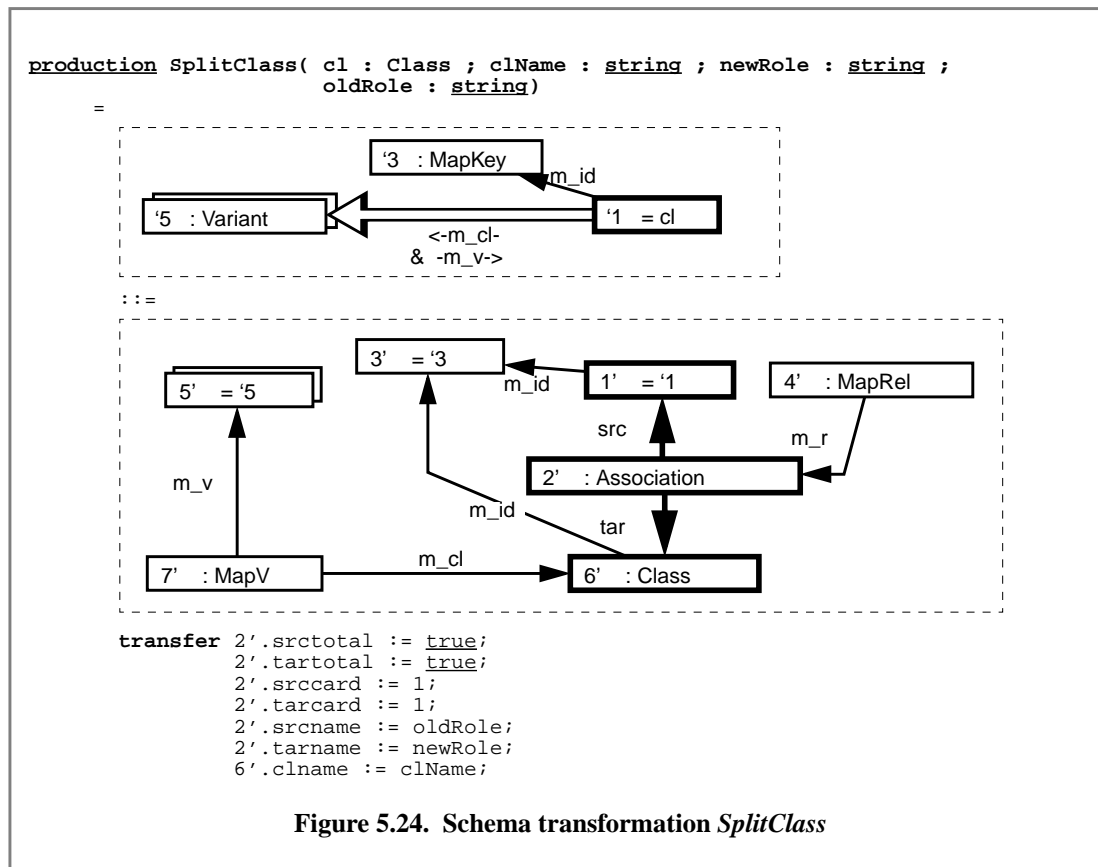 production SplitClass( cl : Class ; clName : string ; newRole : string ;
oldRole : string)
=
‘3 : MapKey
m_id
‘5 : Variant
‘1 = cl
<-m_cl-
& -m_v->
::=
3’ = ‘3
5’ = ‘5
m_id
1’ = ‘1
4’ : MapRel
src
m_r
2’ : Association
m_v
m_id
tar
m_cl
7’ : MapV
6’ : Class
transfer 2’.srctotal := true;
2’.tartotal := true;
2’.srccard := 1;
2’.tarcard := 1;
2’.srcname := oldRole;
2’.tarname := newRole;
6’.clname := clName;
Figure 5.24. Schema transformation SplitClass